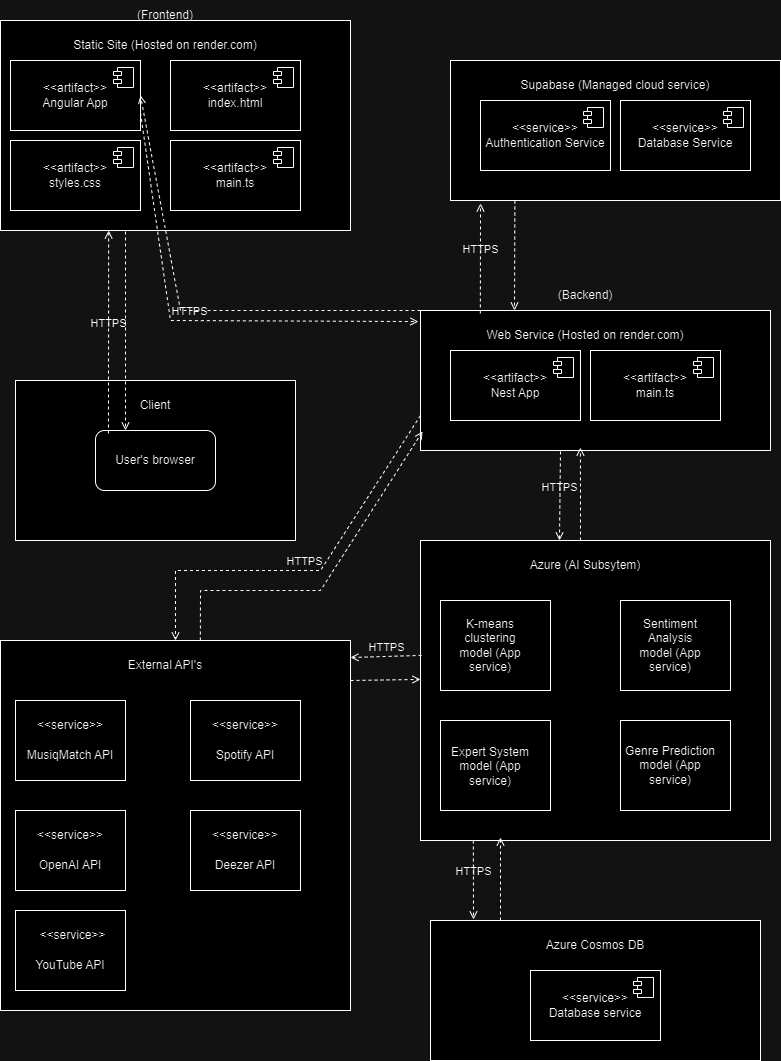 (Frontend)
Static Site (Hosted on render.com)
<<artifact>>
Angular App
<<artifact>>
index.html
<<artifact>>
styles.css
<<artifact>>
main.ts
Supabase (Managed cloud service)
<<service>>
Authentication Service
<<service>>
Database Service
HTTPS
HTTPS
HTTPS
(Backend)
Web Service (Hosted on render.com)
<<artifact>>
Nest App
<<artifact>>
main.ts
Client
User's browser
HTTPS
HTTPS
Azure (AI Subsytem)
K-means
clustering
model (App
service)
Sentiment
Analysis
model (App
service)
Expert System
model (App
service)
Genre Prediction
model (App
service)
HTTPS
External API's
<<service>>
MusiqMatch API
<<service>>
Spotify API
<<service>>
OpenAI API
<<service>>
Deezer API
<<service>>
YouTube API
HTTPS
Azure Cosmos DB
<<service>>
Database service